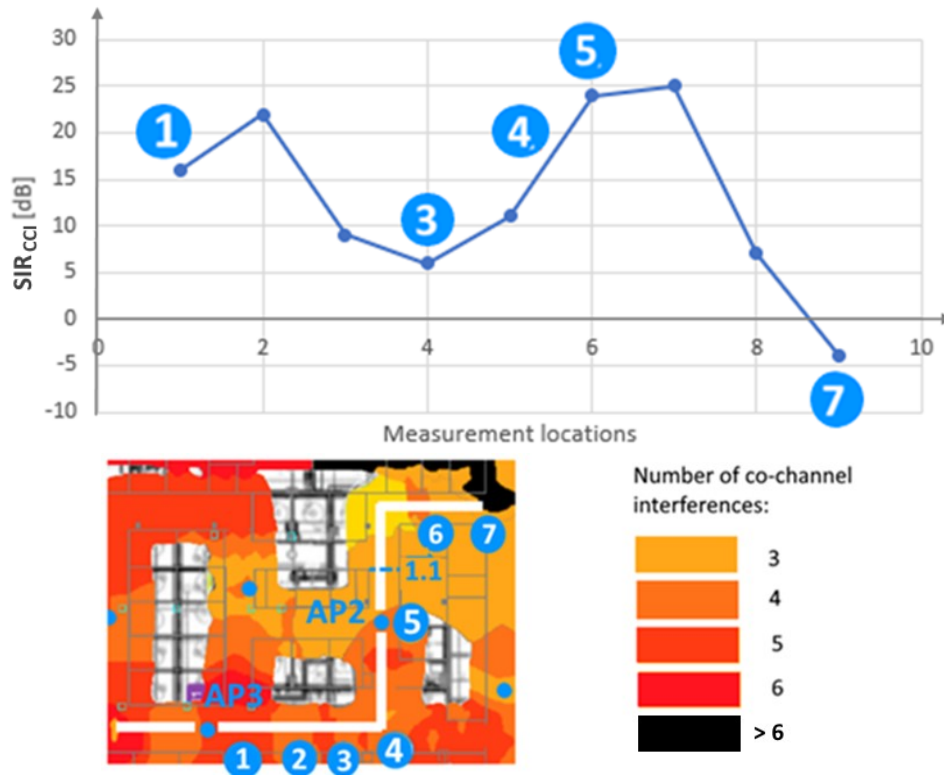 30
25
20
15
10
5
0
-5
-10
SIR CCI [dB]
1
3
4
5
7
0 2 4 6 8 10
Measurement locations
Number of co-channel
interferences:
3
4
5
6
> 6
6 7
1.1
AP2 5
AP3
1 2 3 4